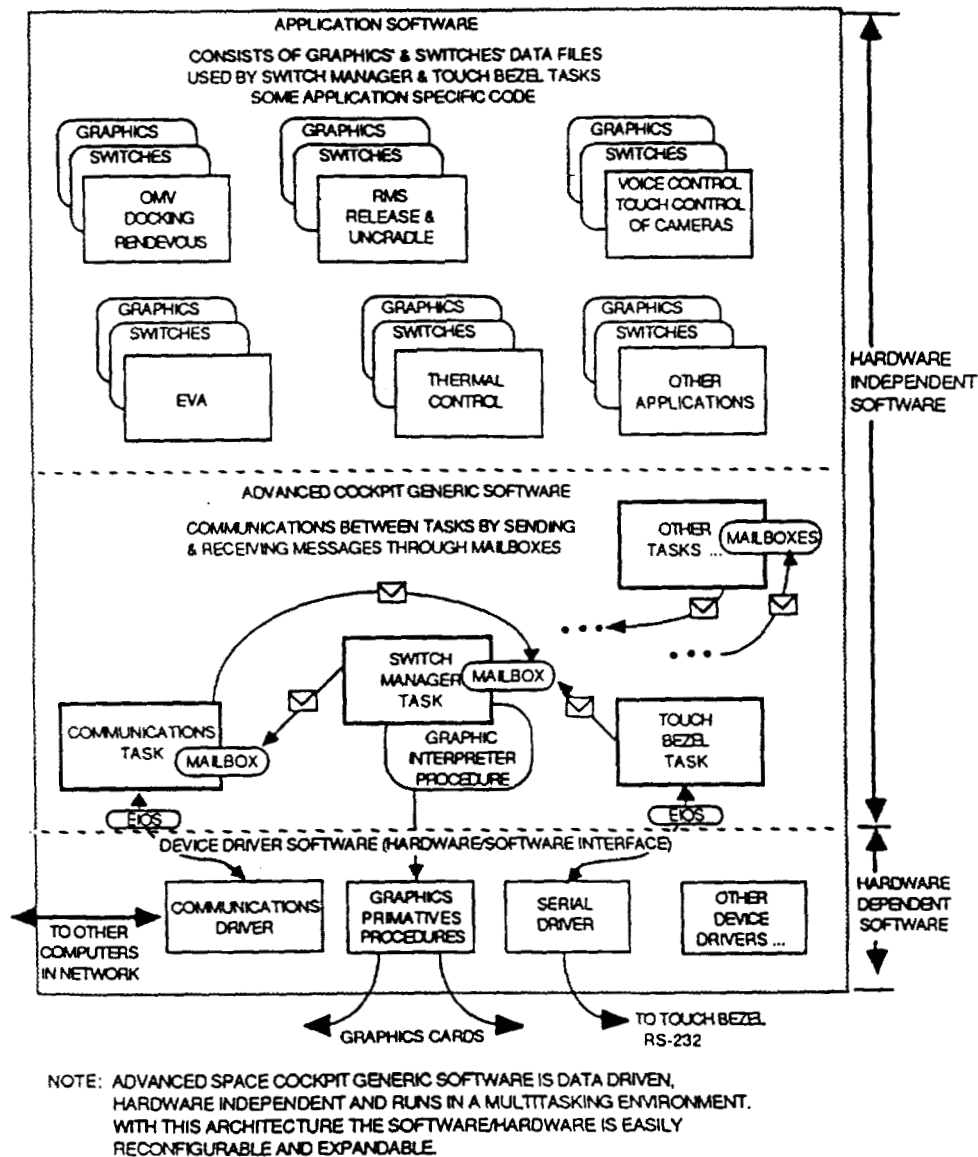 APPLICATION SOFTWARE
CONSISTS OF GRAPHICS' & SWITCHES' DATA FILES
USED BY SWITCH MANAGER & TOUCH BEZEL TASKS
SOME APPLICATION SPECIFIC CODE
GRAPHICS
SWITCHES
OMV
DOCKING
RENDEVOUS
GRAPHICS
SWITCHES
RMS
RELEASE &
UNCRADLE
GRAPHICS
SWITCHES
VOICE CONTROL
TOUCH CONTROL
OF CAMERAS
GRAPHICS
SWITCHES
EVA
GRAPHICS
SWITCHES
THERMAL
CONTROL
GRAPHICS
SWITCHES
OTHER
APPLICATIONS
HARDWARE
INDEPENDENT
SOFTWARE
ADVANCED COCKPIT GENERIC SOFTWARE
COMMUNICATIONS BETWEEN TASKS BY SENDING
& RECEIVING MESSAGES THROUGH MAILBOXES
OTHER
TASKS ...
MAILBOXES
SWITCH
MANAGER
TASK
MAILBOX
COMMUNICATIONS
TASK
MAILBOX
GRAPHIC
INTERPRETER
PROCEDURE
TOUCH
BEZEL
TASK
EIOS
EIOS
DEVICE DRIVER SOFTWARE (HARDWARE/SOFTWARE INTERFACE)
COMMUNICATIONS
DRIVER
GRAPHICS
PRIMATIVES
PROCEDURES
SERIAL
DRIVER
OTHER
DEVICE
DRIVERS ...
HARDWARE
DEPENDENT
SOFTWARE
TO OTHER
COMPUTERS
IN NETWORK
GRAPHICS CARDS
TO TOUCH BEZEL
RS-232
NOTE: ADVANCED SPACE COCKPIT GENERIC SOFTWARE IS DATA DRIVEN,
HARDWARE INDEPENDENT AND RUNS IN A MULTITASKING ENVIRONMENT.
WITH THIS ARCHITECTURE THE SOFTWARE/HARDWARE IS EASILY
RECONFIGURABLE AND EXPANDABLE.